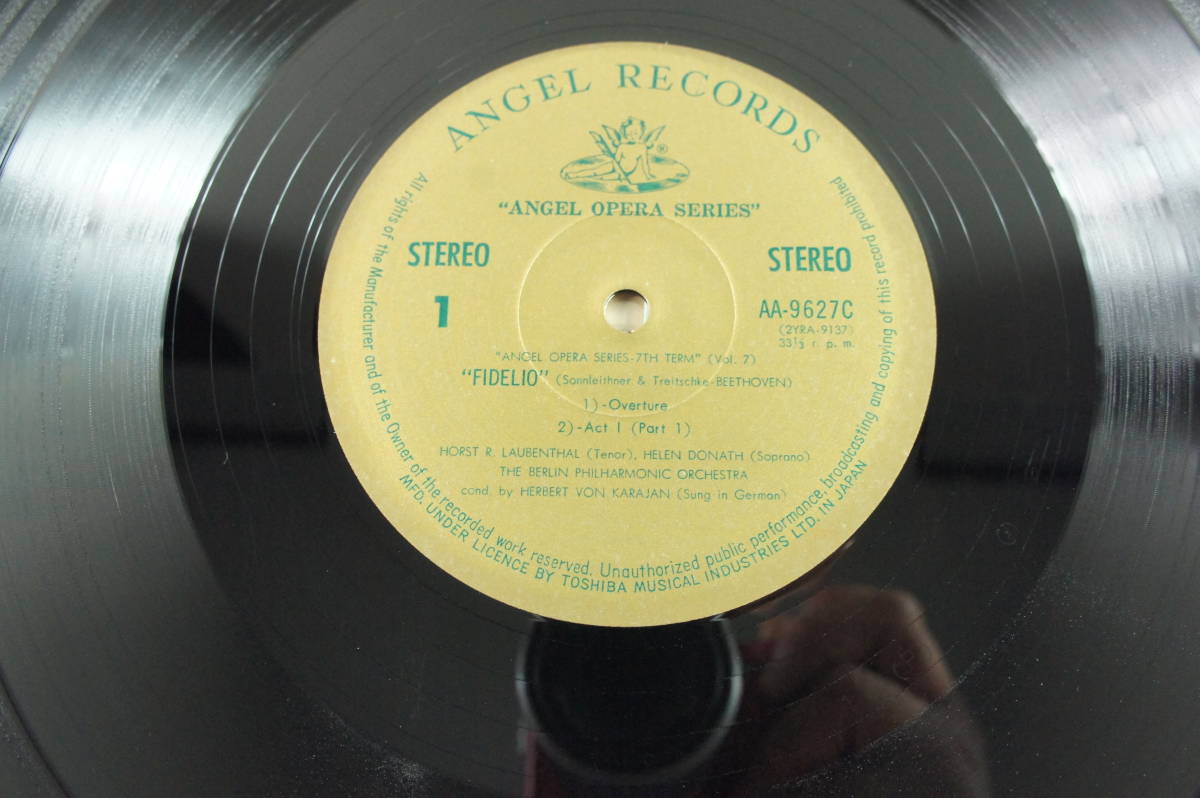 ANGEL RECORDS
®
"ANGEL OPERA SERIES"
STEREO
STEREO
1
AA-9627C
(2YRA-9137)
33⅓ r. p. m.
"ANGEL OPERA SERIES-7TH TERM" (Vol. 7)
"FIDELIO" (Sonnleithner & Treitschke-BEETHOVEN)
1)-Overture
2)-Act I (Part 1)
HORST R. LAUBENTHAL (Tenor), HELEN DONATH (Soprano)
THE BERLIN PHILHARMONIC ORCHESTRA
cond. by HERBERT VON KARAJAN (Sung in German)
All rights of the Manufacturer and of the Owner of the recorded work reserved. Unauthorized public performance, broadcasting and copying of this record prohibited
MFD. UNDER LICENCE BY TOSHIBA MUSICAL INDUSTRIES LTD. IN JAPAN